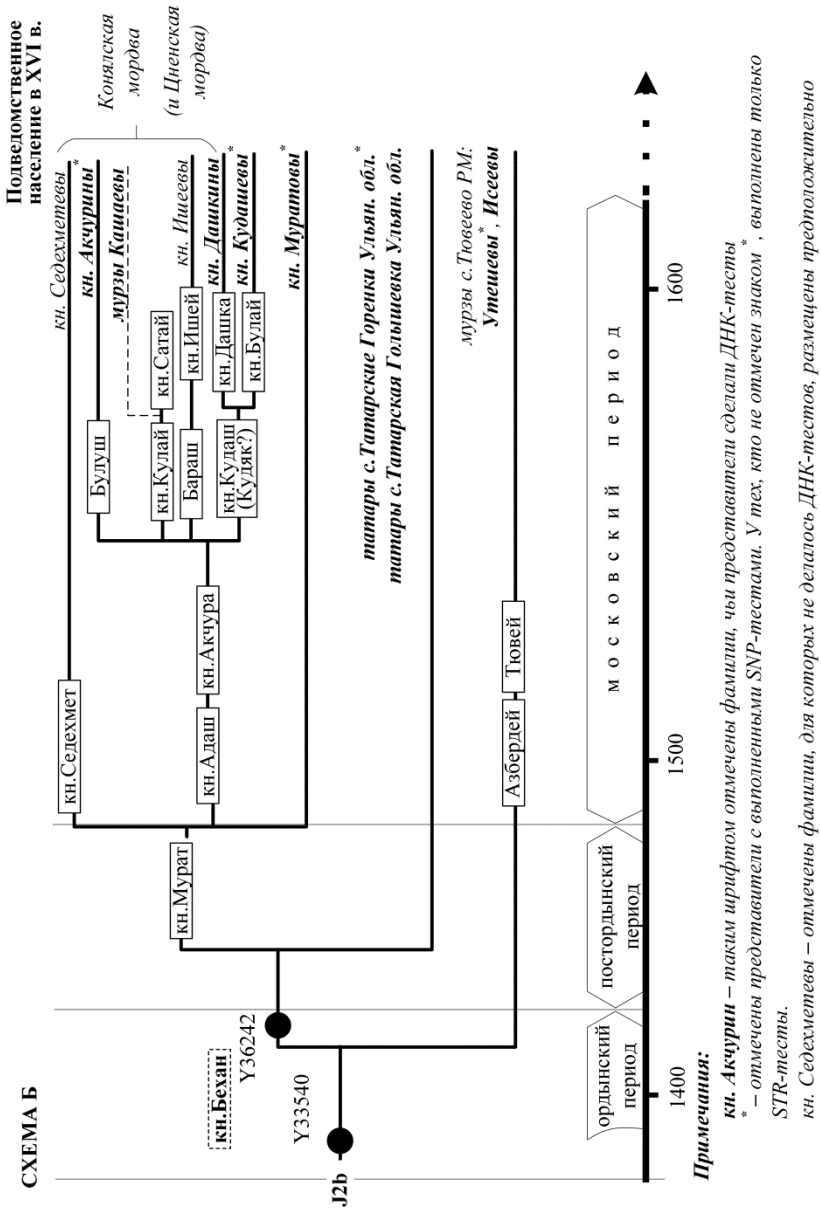 СХЕМА Б
Подведомственное
население в XVI в.
кн. Седехметевы
кн. Акчурины*
мурзы Кашаевы
кн. Ишеевы
кн. Дашкины
кн. Кудашевы*
кн. Муратовы*
Конялская
мордва
(и Цненская
мордва)
кн.Седехмет
Булуш
кн.Кулай
кн.Сатай
Бараш
кн.Ишей
кн.Кудаш
(Кудяк?)
кн.Дашка
кн.Булай
кн.Адаш
кн.Акчура
кн.Мурат
кн.Бехан
Y36242
Y33540
J2b
татары с.Татарские Горенки Ульян. обл.*
татары с.Татарская Голышевка Ульян. обл.
мурзы с.Тювеево РМ:
Утешевы*, Исеевы
Азбердей
Тювей
ордынский
период
постордынский
период
московский период
1400
1500
1600
Примечания:
кн. Акчурин – таким шрифтом отмечены фамилии, чьи представители сделали ДНК-тесты
* – отмечены представители с выполненными SNP-тестами. У тех, кто не отмечен знаком *, выполнены только
STR-тесты.
кн. Седехметевы – отмечены фамилии, для которых не делалось ДНК-тестов, размещены предположительно